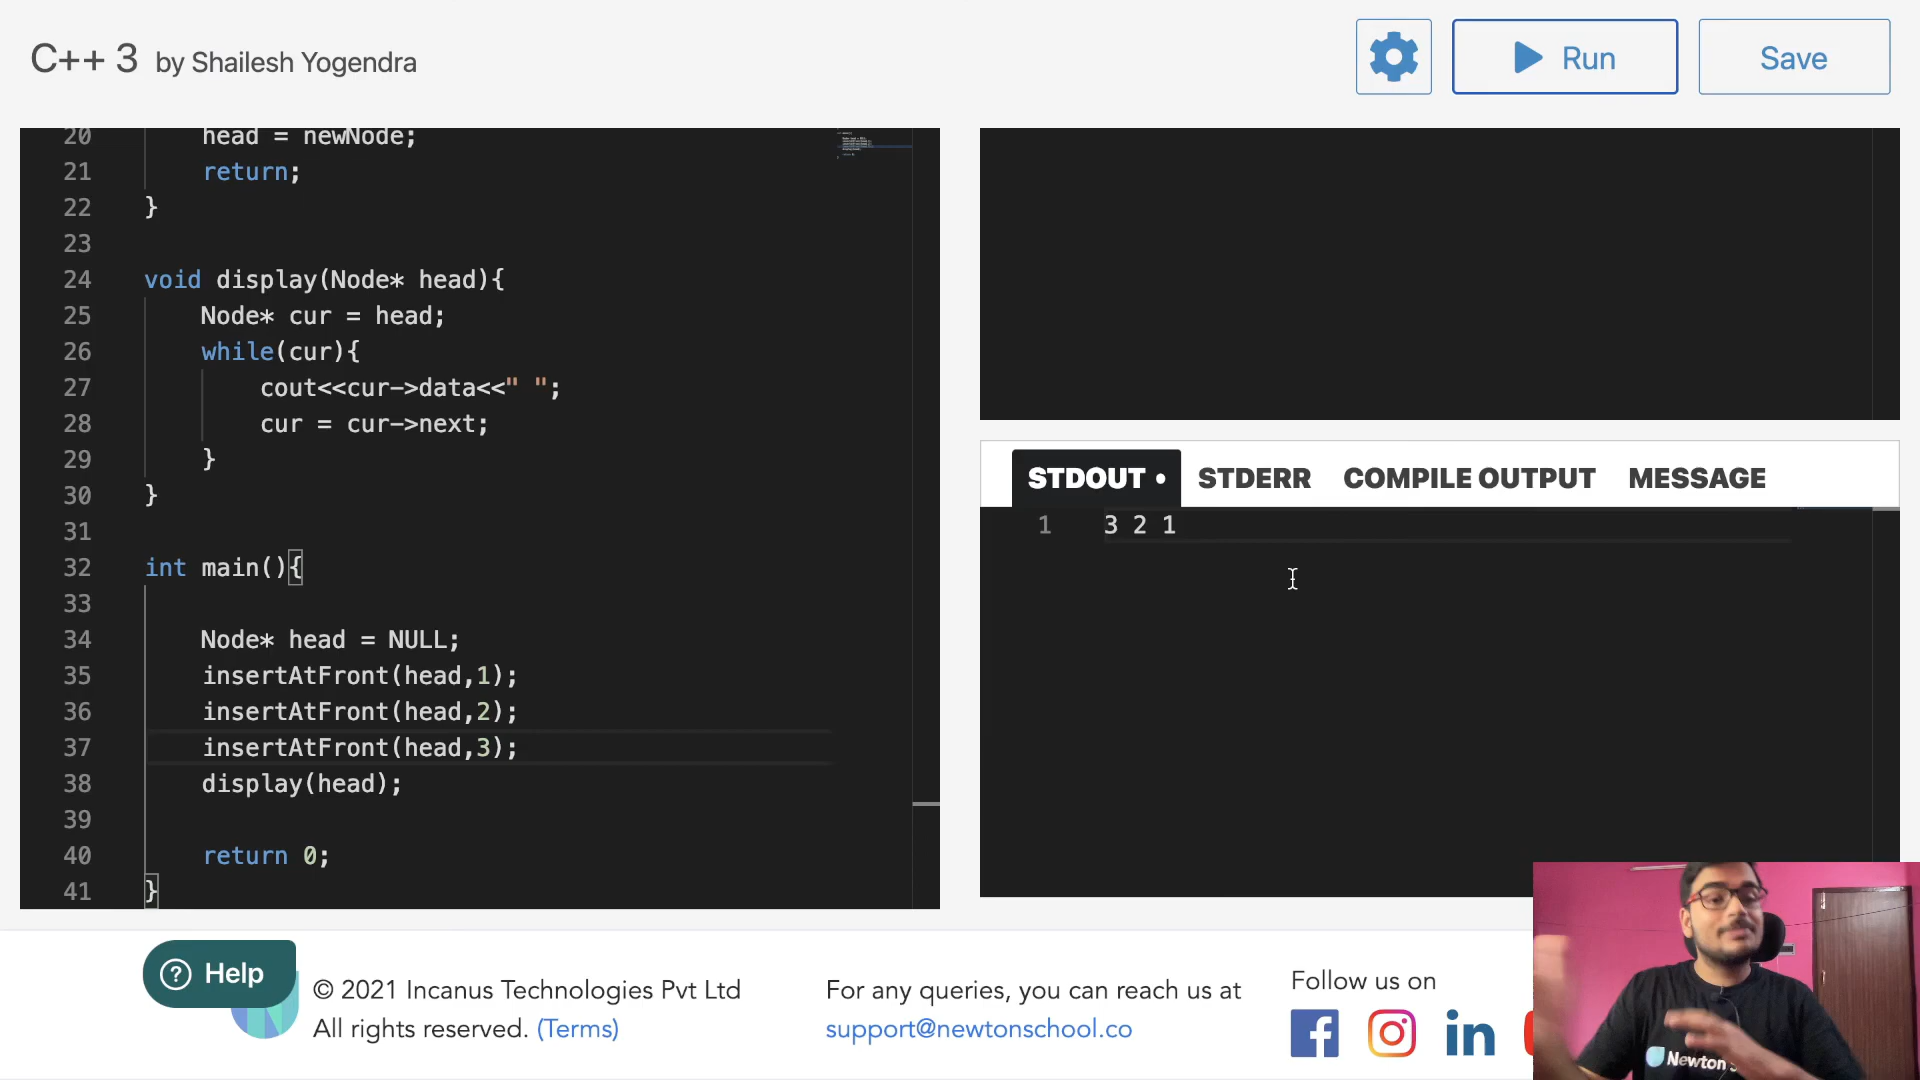 C++ 3 by Shailesh Yogendra
Run
Save
20 head = newNode;
21 return;
22 }
23
24 void display(Node* head){
25 Node* cur = head;
26 while(cur){
27 cout<<cur->data<<" ";
28 cur = cur->next;
29 }
30 }
31
32 int main(){
33
34 Node* head = NULL;
35 insertAtFront(head,1);
36 insertAtFront(head,2);
37 insertAtFront(head,3);
38 display(head);
39
40 return 0;
41 }
STDOUT • STDERR COMPILE OUTPUT MESSAGE
1 3 2 1
? Help
© 2021 Incanus Technologies Pvt Ltd
All rights reserved. (Terms)
For any queries, you can reach us at
support@newtonschool.co
Follow us on
in
Newton